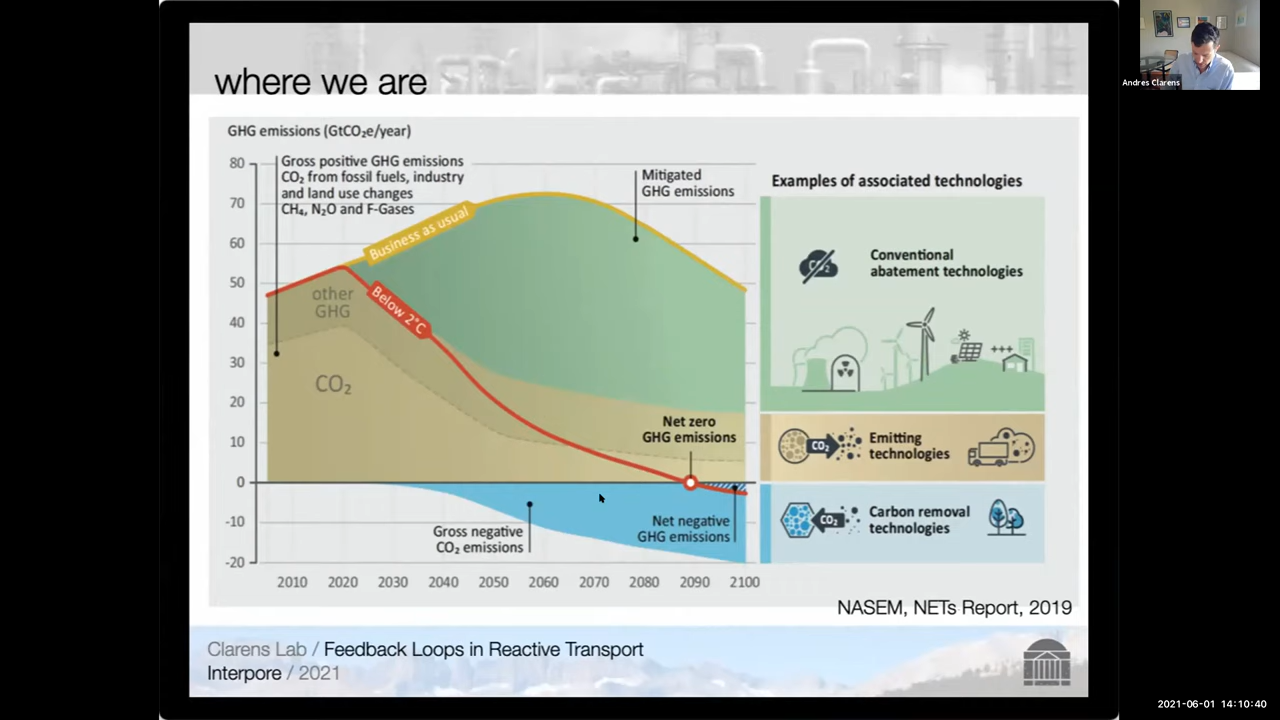 where we are
GHG emissions (GtCO₂e/year)
80
70
60
50
40
30
20
10
0
-10
-20
Gross positive GHG emissions
CO₂ from fossil fuels, industry
and land use changes
CH₄, N₂O and F-Gases
Business as usual
Below 2°C
other
GHG
CO₂
Mitigated
GHG emissions
Net zero
GHG emissions
Gross negative
CO₂ emissions
Net negative
GHG emissions
2010 2020 2030 2040 2050 2060 2070 2080 2090 2100
Examples of associated technologies
CO₂
Conventional
abatement technologies
CO₂
Emitting
technologies
CO₂
Carbon removal
technologies
NASEM, NETs Report, 2019
Clarens Lab / Feedback Loops in Reactive Transport
Interpore / 2021
Andres Clarens
2021-06-01 14:10:40